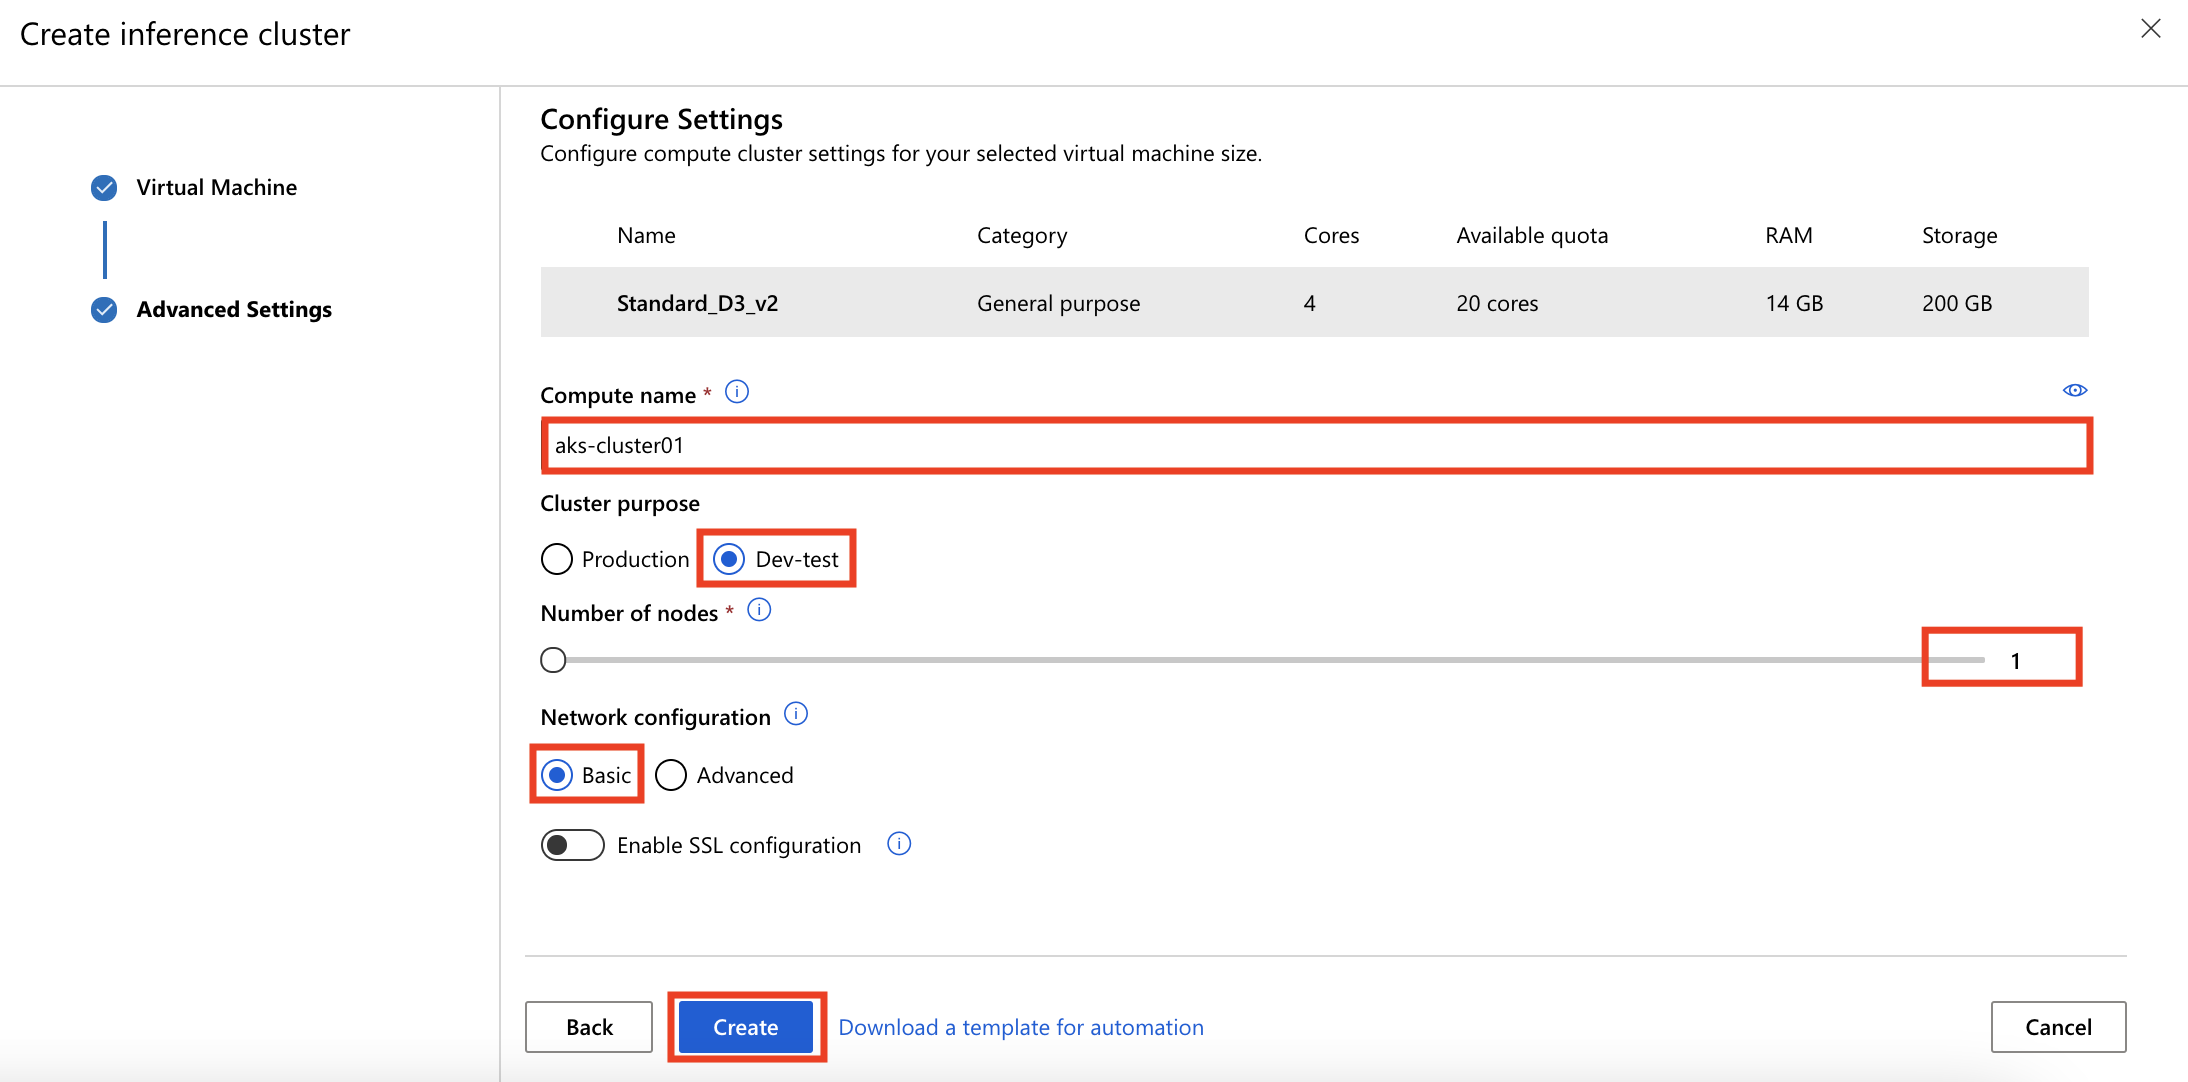 Create inference cluster
Virtual Machine
Advanced Settings
Configure Settings
Configure compute cluster settings for your selected virtual machine size.
Name Category Cores Available quota RAM Storage
Standard_D3_v2 General purpose 4 20 cores 14 GB 200 GB
Compute name *
aks-cluster01
Cluster purpose
Production Dev-test
Number of nodes *
1
Network configuration
Basic Advanced
Enable SSL configuration
Back Create Download a template for automation Cancel